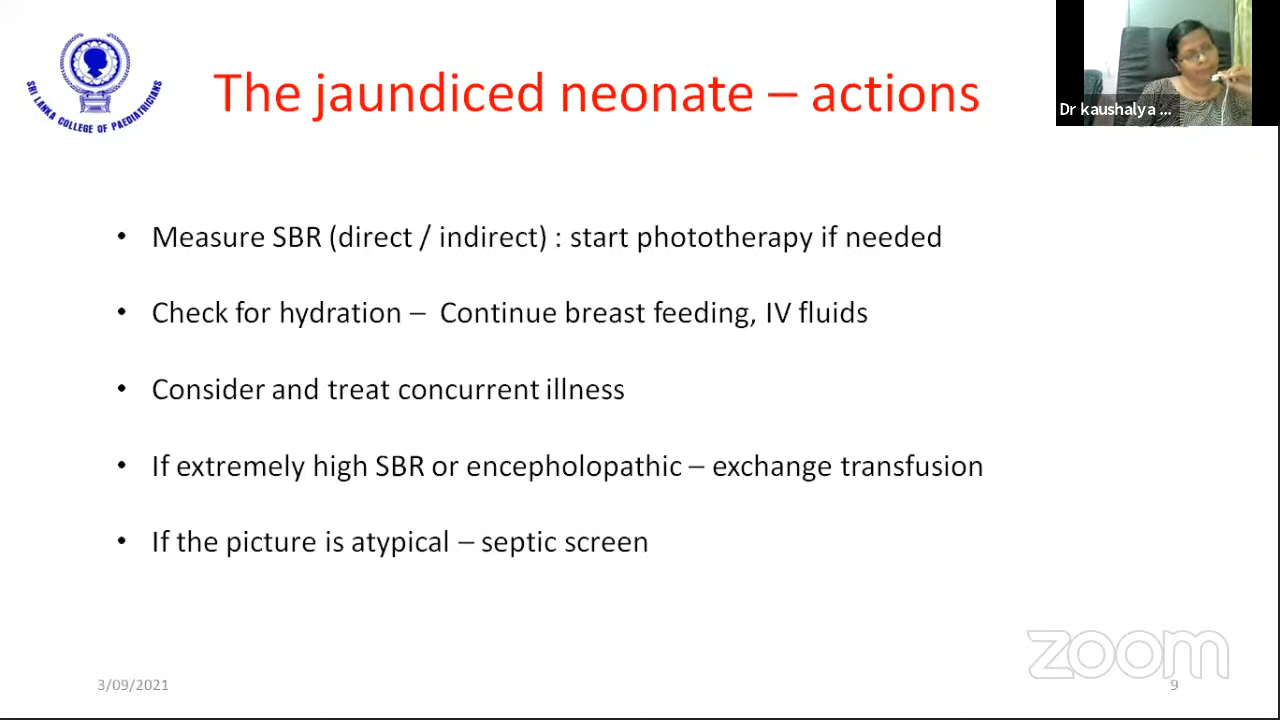 SRI LANKA COLLEGE OF PAEDIATRICIANS
The jaundiced neonate – actions
Dr kaushalya ...
• Measure SBR (direct / indirect) : start phototherapy if needed
• Check for hydration – Continue breast feeding, IV fluids
• Consider and treat concurrent illness
• If extremely high SBR or encepholopathic – exchange transfusion
• If the picture is atypical – septic screen
zoom
3/09/2021
9